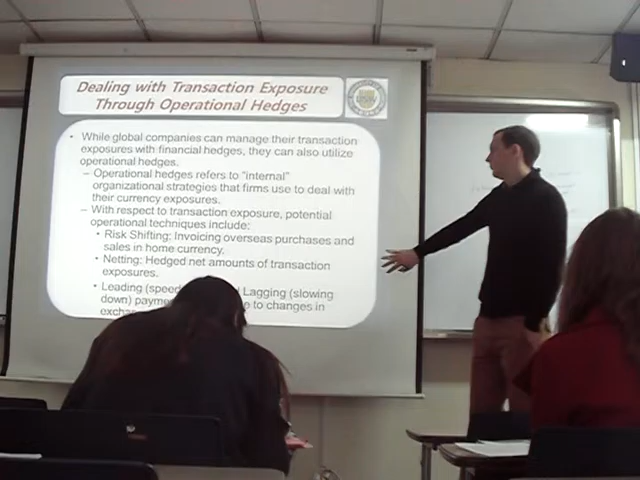 Dealing with Transaction Exposure
Through Operational Hedges
• While global companies can manage their transaction
exposures with financial hedges, they can also utilize
operational hedges.
– Operational hedges refers to "internal"
organizational strategies that firms use to deal with
their currency exposures.
– With respect to transaction exposure, potential
operational techniques include:
• Risk Shifting: Invoicing overseas purchases and
sales in home currency.
• Netting: Hedged net amounts of transaction
exposures.
• Leading Lagging (slowing
down) to changes in